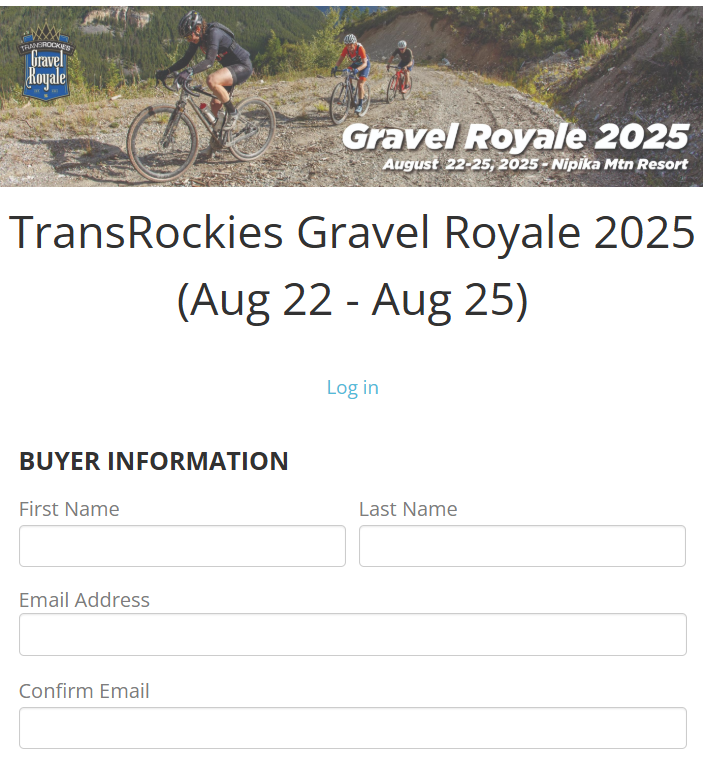 TRANSROCKIES
Gravel
Royale
Gravel Royale 2025
August 22-25, 2025 - Nipika Mtn Resort
TransRockies Gravel Royale 2025
(Aug 22 - Aug 25)
Log in
BUYER INFORMATION
First Name Last Name
Email Address
Confirm Email